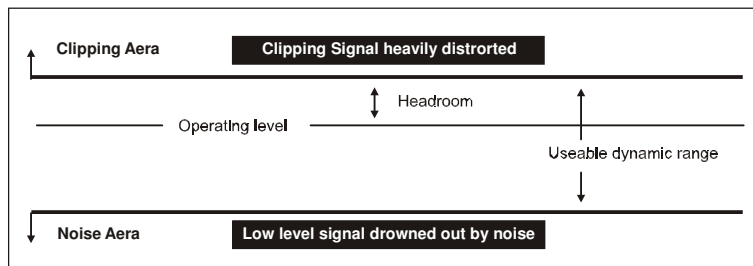 Clipping Aera
Clipping Signal heavily distrorted
Headroom
Operating level
Useable dynamic range
Noise Aera
Low level signal drowned out by noise